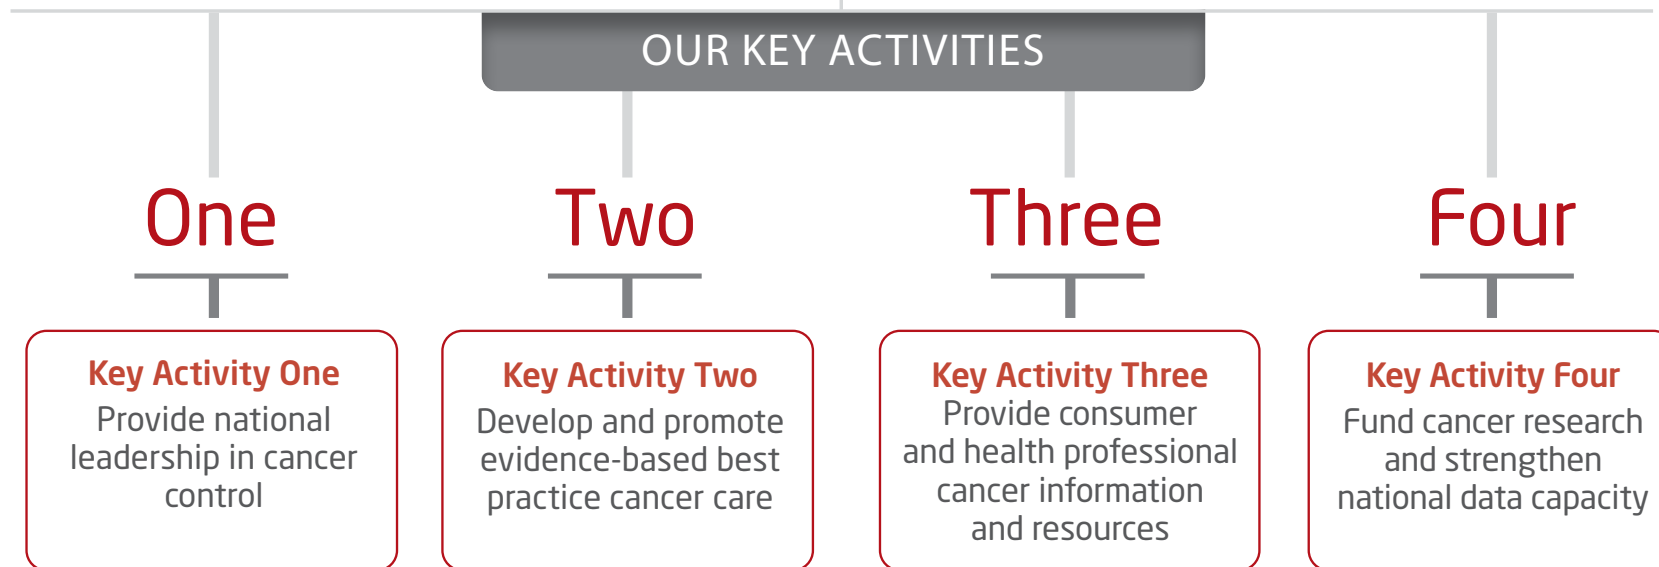 OUR KEY ACTIVITIES
One
Two
Three
Four
Key Activity One
Provide national
leadership in cancer
control
Key Activity Two
Develop and promote
evidence-based best
practice cancer care
Key Activity Three
Provide consumer
and health professional
cancer information
and resources
Key Activity Four
Fund cancer research
and strengthen
national data capacity